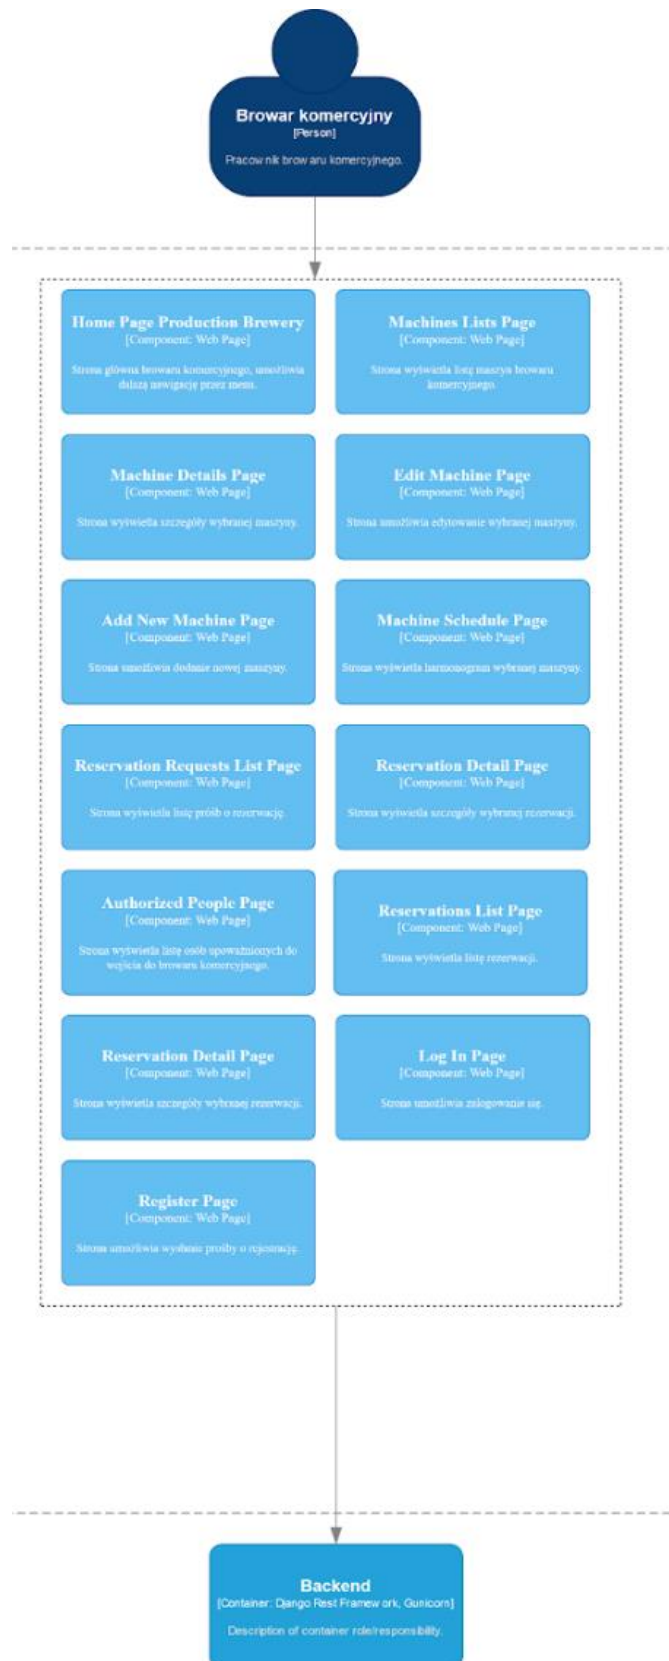 Browar komercyjny
[Person]
Pracownik browaru komercyjnego.
Home Page Production Brewery
[Component: Web Page]
Strona główna browaru komercyjnego, umożliwia
dalszą nawigację przez menu.
Machines Lists Page
[Component: Web Page]
Strona wyświetla listę maszyn browaru
komercyjnego.
Machine Details Page
[Component: Web Page]
Strona wyświetla szczegóły wybranej maszyny.
Edit Machine Page
[Component: Web Page]
Strona umożliwia edytowanie wybranej maszyny.
Add New Machine Page
[Component: Web Page]
Strona umożliwia dodanie nowej maszyny.
Machine Schedule Page
[Component: Web Page]
Strona wyświetla harmonogram wybranej maszyny.
Reservation Requests List Page
[Component: Web Page]
Strona wyświetla listę próśb o rezerwację.
Reservation Detail Page
[Component: Web Page]
Strona wyświetla szczegóły wybranej rezerwacji.
Authorized People Page
[Component: Web Page]
Strona wyświetla listę osób upoważnionych do
wejścia do browaru komercyjnego.
Reservations List Page
[Component: Web Page]
Strona wyświetla listę rezerwacji.
Reservation Detail Page
[Component: Web Page]
Strona wyświetla szczegóły wybranej rezerwacji.
Log In Page
[Component: Web Page]
Strona umożliwia zalogowanie się.
Register Page
[Component: Web Page]
Strona umożliwia wysłanie prośby o rejestrację.
Backend
[Container: Django Rest Framework, Gunicorn]
Description of container role/responsibility.